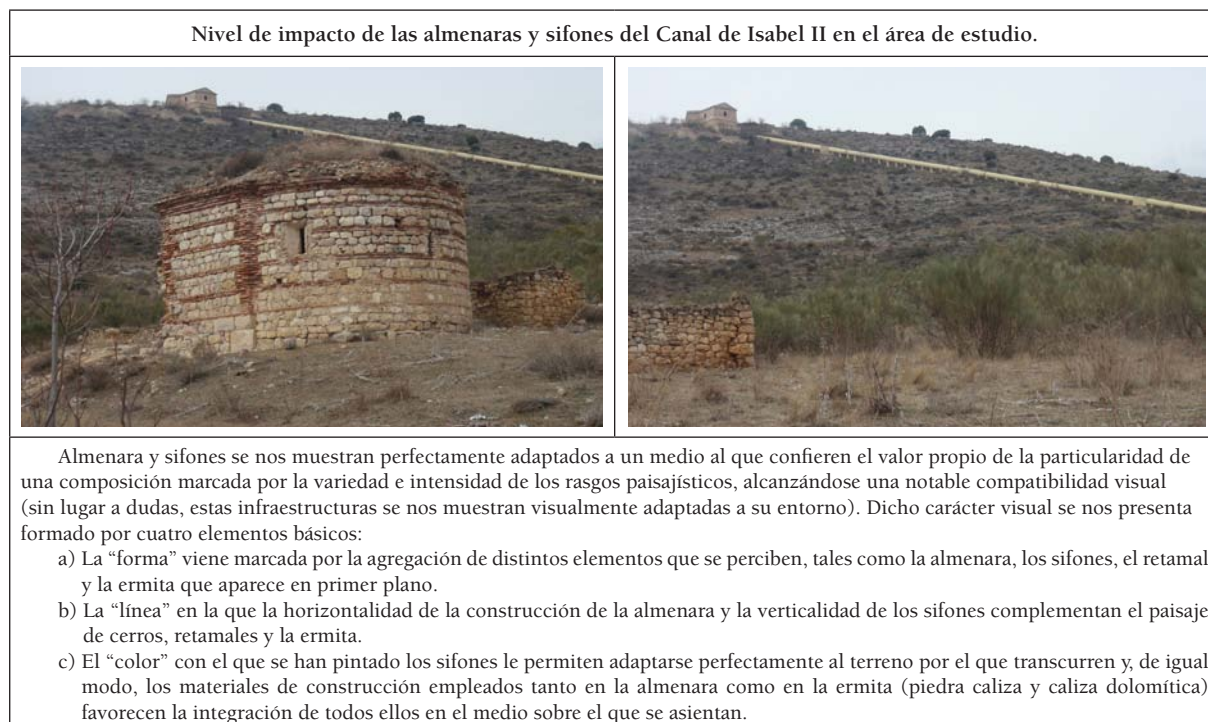 Nivel de impacto de las almenaras y sifones del Canal de Isabel II en el área de estudio.
Almenara y sifones se nos muestran perfectamente adaptados a un medio al que confieren el valor propio de la particularidad de
una composición marcada por la variedad e intensidad de los rasgos paisajísticos, alcanzándose una notable compatibilidad visual
(sin lugar a dudas, estas infraestructuras se nos muestran visualmente adaptadas a su entorno). Dicho carácter visual se nos presenta
formado por cuatro elementos básicos:
a) La “forma” viene marcada por la agregación de distintos elementos que se perciben, tales como la almenara, los sifones, el retamal
y la ermita que aparece en primer plano.
b) La “línea” en la que la horizontalidad de la construcción de la almenara y la verticalidad de los sifones complementan el paisaje
de cerros, retamales y la ermita.
c) El “color” con el que se han pintado los sifones le permiten adaptarse perfectamente al terreno por el que transcurren y, de igual
modo, los materiales de construcción empleados tanto en la almenara como en la ermita (piedra caliza y caliza dolomítica)
favorecen la integración de todos ellos en el medio sobre el que se asientan.